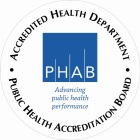 ACCREDITED HEALTH DEPARTMENT
PHAB
Advancing
public health
performance
PUBLIC HEALTH ACCREDITATION BOARD